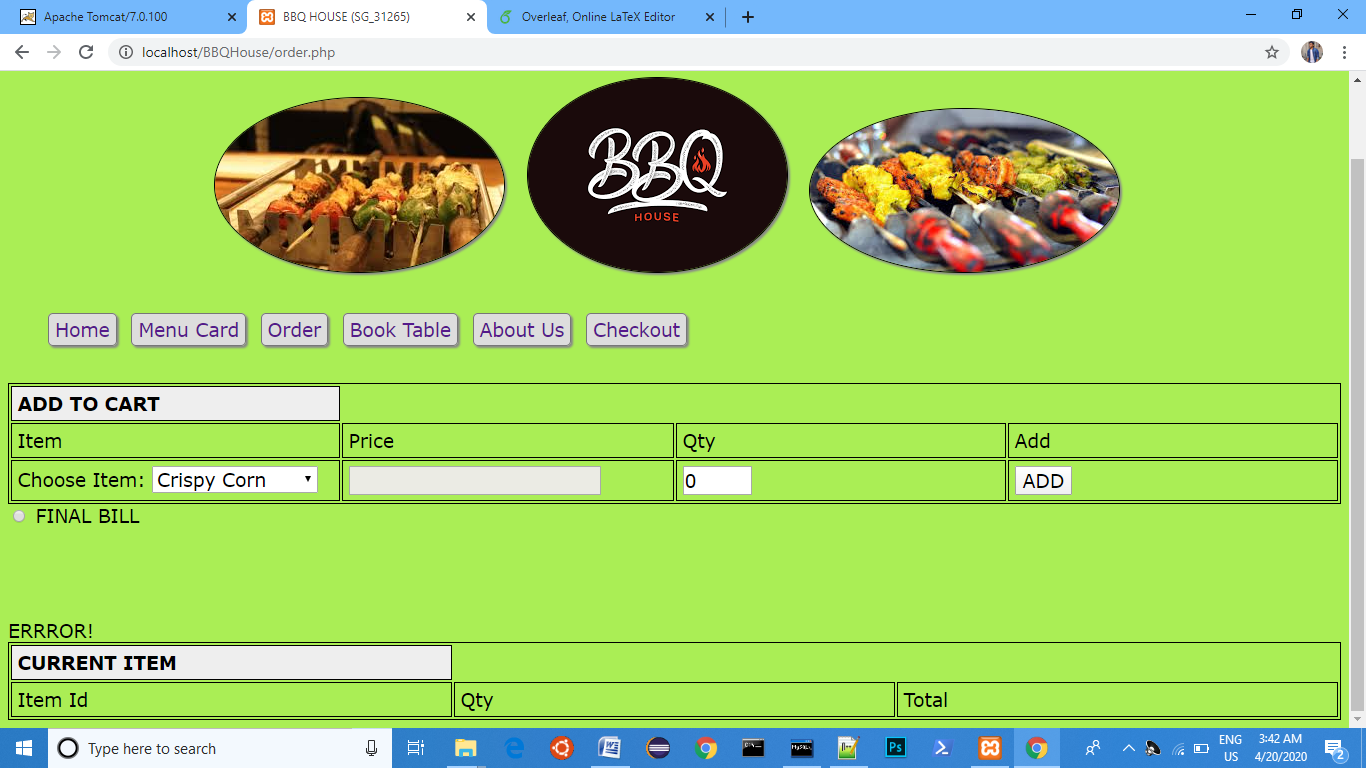 Apache Tomcat/7.0.100
BBQ HOUSE (SG_31265)
Overleaf, Online LaTeX Editor
localhost/BBQHouse/order.php
BBQ
HOUSE
Home Menu Card Order Book Table About Us Checkout
ADD TO CART
Item Price Qty Add
Choose Item: Crispy Corn 0 ADD
FINAL BILL
ERRROR!
CURRENT ITEM
Item Id Qty Total
Type here to search
MySQL
Ps
ENG
US
3:42 AM
4/20/2020
2